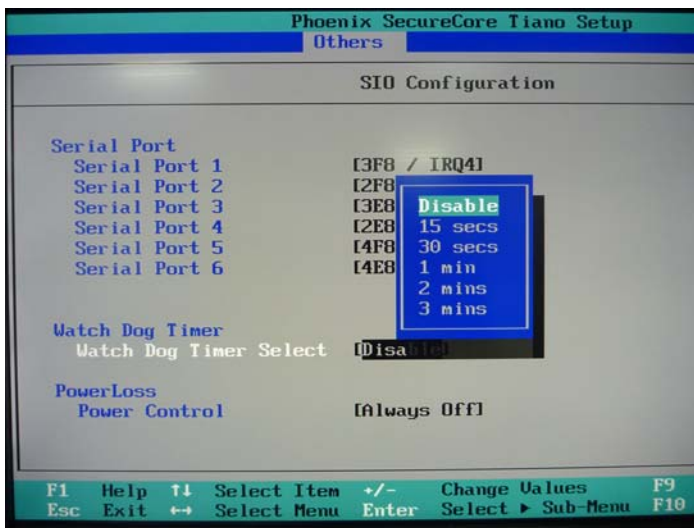 Phoenix SecureCore Tiano Setup
Others
SIO Configuration
Serial Port
Serial Port 1 [3F8 / IRQ4]
Serial Port 2 [2F8
Serial Port 3 [3E8
Serial Port 4 [2E8
Serial Port 5 [4F8
Serial Port 6 [4E8
Disable
15 secs
30 secs
1 min
2 mins
3 mins
Watch Dog Timer
Watch Dog Timer Select [Disable]
PowerLoss
Power Control [Always Off]
F1 Help ↑↓ Select Item +/- Change Values F9
Esc Exit ↔ Select Menu Enter Select ► Sub-Menu F10